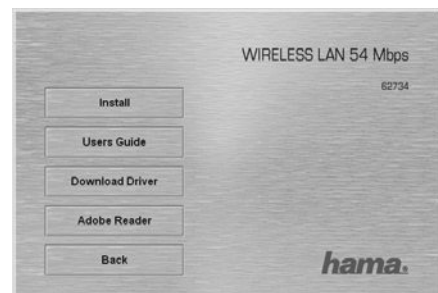 WIRELESS LAN 54 Mbps
62734
Install
Users Guide
Download Driver
Adobe Reader
Back
hama.